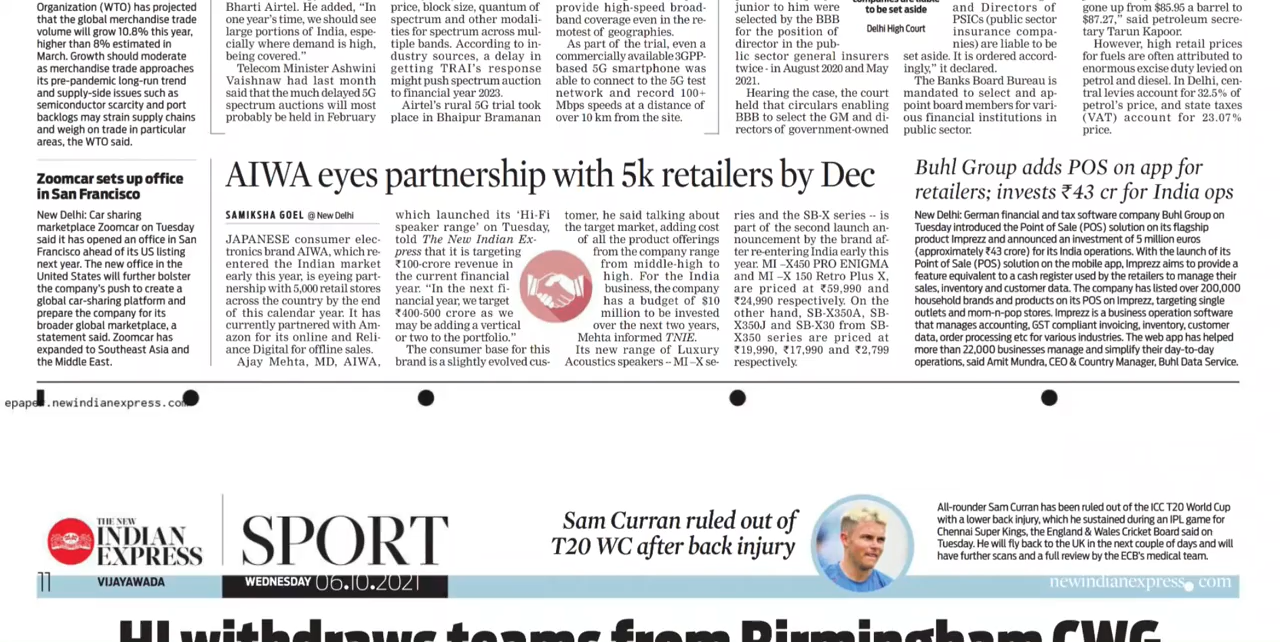 Organization (WTO) has projected
that the global merchandise trade
volume will grow 10.8% this year,
higher than 8% estimated in
March. Growth should moderate
as merchandise trade approaches
its pre-pandemic long-run trend
and supply-side issues such as
semiconductor scarcity and port
backlogs may strain supply chains
and weigh on trade in particular
areas, the WTO said.
Zoomcar sets up office
in San Francisco
New Delhi: Car sharing
marketplace Zoomcar on Tuesday
said it has opened an office in San
Francisco ahead of its US listing
next year. The new office in the
United States will further bolster
the company's push to create a
global car-sharing platform and
prepare the company for its
broader global marketplace, a
statement said. Zoomcar has
expanded to Southeast Asia and
the Middle East.
Bharti Airtel. He added, “In
one year's time, we should see
large portions of India, espe-
cially where demand is high,
being covered.”
Telecom Minister Ashwini
Vaishnaw had last month
said that the much delayed 5G
spectrum auctions will most
probably be held in February
price, block size, quantum of
spectrum and other modali-
ties for spectrum across mul-
tiple bands. According to in-
dustry sources, a delay in
getting TRAI's response
might push spectrum auction
to financial year 2023.
Airtel's rural 5G trial took
place in Bhaipur Bramanan
provide high-speed broad-
band coverage even in the re-
motest of geographies.
As part of the trial, even a
commercially available 3GPP-
based 5G smartphone was
able to connect to the 5G test
network and record 100+
Mbps speeds at a distance of
over 10 km from the site.
junior to him were
selected by the BBB
for the position of
director in the pub-
lic sector general insurers
twice - in August 2020 and May
2021.
Hearing the case, the court
held that circulars enabling
BBB to select the GM and di-
rectors of government-owned
to be set aside
Delhi High Court
and Directors of
PSICs (public sector
insurance compa-
nies) are liable to be
set aside. It is ordered accord-
ingly,” it declared.
The Banks Board Bureau is
mandated to select and ap-
point board members for vari-
ous financial institutions in
public sector.
gone up from $85.95 a barrel to
$87.27,” said petroleum secre-
tary Tarun Kapoor.
However, high retail prices
for fuels are often attributed to
enormous excise duty levied on
petrol and diesel. In Delhi, cen-
tral levies account for 32.5% of
petrol's price, and state taxes
(VAT) account for 23.07%
price.
AIWA eyes partnership with 5k retailers by Dec
SAMIKSHA GOEL @ New Delhi
JAPANESE consumer elec-
tronics brand AIWA, which re-
entered the Indian market
early this year, is eyeing part-
nership with 5,000 retail stores
across the country by the end
of this calendar year. It has
currently partnered with Am-
azon for its online and Reli-
ance Digital for offline sales.
Ajay Mehta, MD, AIWA,
which launched its ‘Hi-Fi
speaker range’ on Tuesday,
told The New Indian Ex-
press that it is targeting
₹100-crore revenue in
the current financial
year. “In the next fi-
nancial year, we target
₹400-500 crore as we
may be adding a vertical
or two to the portfolio.”
The consumer base for this
brand is a slightly evolved cus-
tomer, he said talking about
the target market, adding cost
of all the product offerings
from the company range
from middle-high to
high. For the India
business, the company
has a budget of $10
million to be invested
over the next two years,
Mehta informed TNIE.
Its new range of Luxury
Acoustics speakers -- MI –X se-
ries and the SB-X series -- is
part of the second launch an-
nouncement by the brand af-
ter re-entering India early this
year. MI –X450 PRO ENIGMA
and MI –X 150 Retro Plus X,
are priced at ₹59,990 and
₹24,990 respectively. On the
other hand, SB-X350A, SB-
X350J and SB-X30 from SB-
X350 series are priced at
₹19,990, ₹17,990 and ₹2,799
respectively.
Buhl Group adds POS on app for
retailers; invests ₹43 cr for India ops
New Delhi: German financial and tax software company Buhl Group on
Tuesday introduced the Point of Sale (POS) solution on its flagship
product Imprezz and announced an investment of 5 million euros
(approximately ₹43 crore) for its India operations. With the launch of its
Point of Sale (POS) solution on the mobile app, Imprezz aims to provide a
feature equivalent to a cash register used by the retailers to manage their
sales, inventory and customer data. The company has listed over 200,000
household brands and products on its POS on Imprezz, targeting single
outlets and mom-n-pop stores. Imprezz is a business operation software
that manages accounting, GST compliant invoicing, inventory, customer
data, order processing etc for various industries. The web app has helped
more than 22,000 businesses manage and simplify their day-to-day
operations, said Amit Mundra, CEO & Country Manager, Buhl Data Service.
epaper.newindianexpress.com
THE NEW
INDIAN
EXPRESS
SPORT
Sam Curran ruled out of
T20 WC after back injury
All-rounder Sam Curran has been ruled out of the ICC T20 World Cup
with a lower back injury, which he sustained during an IPL game for
Chennai Super Kings, the England & Wales Cricket Board said on
Tuesday. He will fly back to the UK in the next couple of days and will
have further scans and a full review by the ECB's medical team.
11 VIJAYAWADA WEDNESDAY 06.10.2021 newindianexpress.com
HI withdraws teams from Birmingham CWG